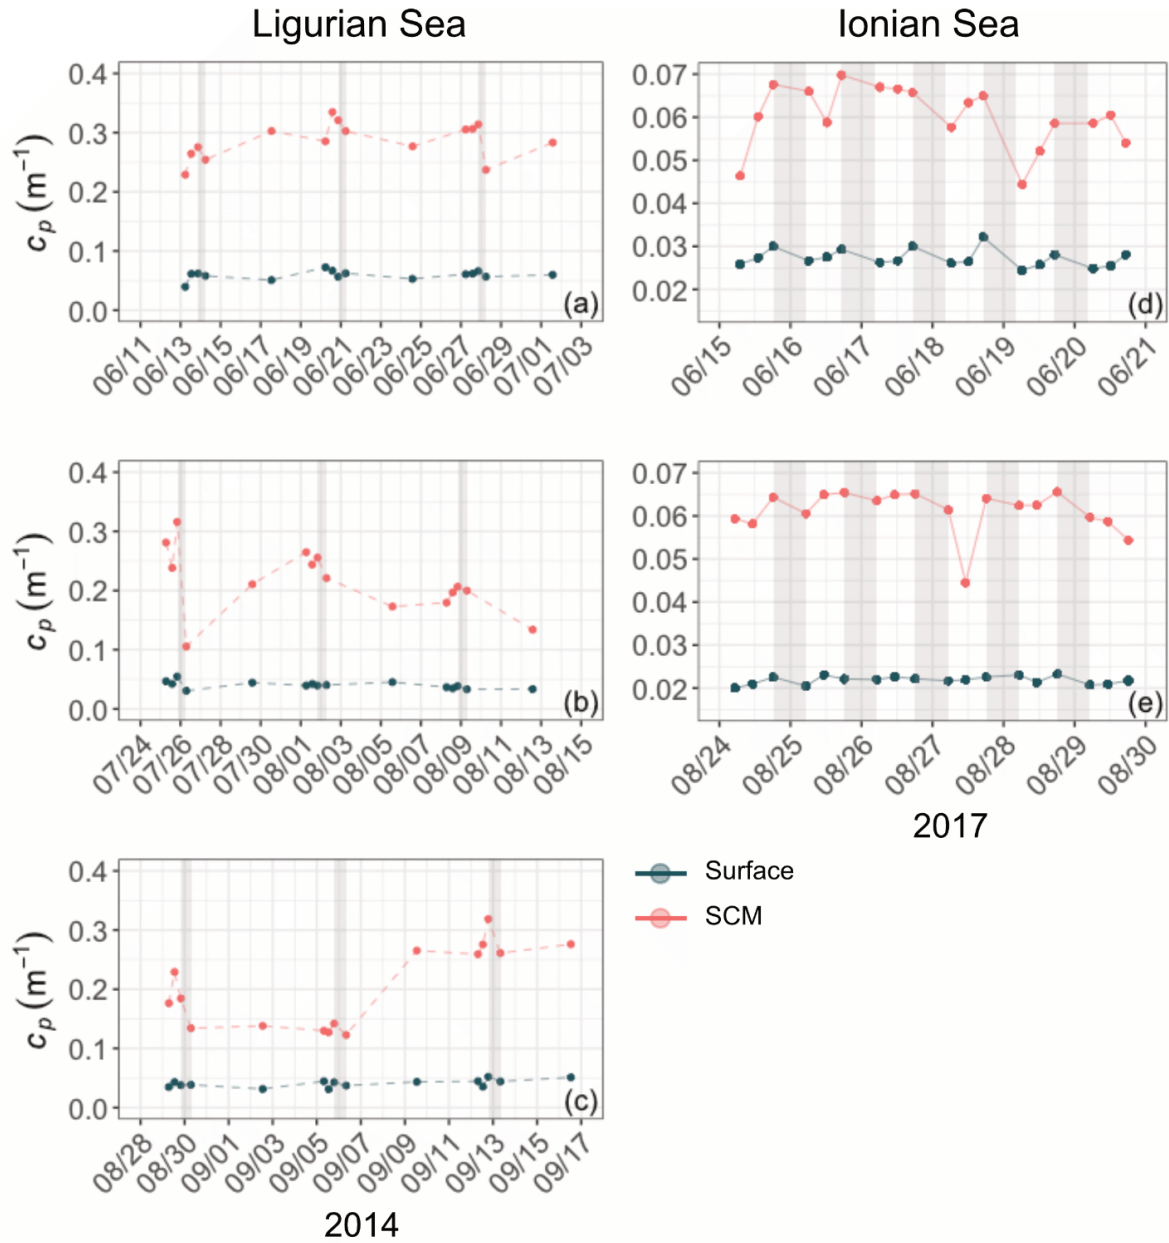 Ligurian Sea
Ionian Sea
0.4
0.3
0.2
0.1
0.0
cp (m−1)
(a)
06/11 06/13 06/15 06/17 06/19 06/21 06/23 06/25 06/27 06/29 07/01 07/03
0.07
0.06
0.05
0.04
0.03
0.02
(d)
06/15 06/16 06/17 06/18 06/19 06/20 06/21
0.4
0.3
0.2
0.1
0.0
cp (m−1)
(b)
07/24 07/26 07/28 07/30 08/01 08/03 08/05 08/07 08/09 08/11 08/13 08/15
0.07
0.06
0.05
0.04
0.03
0.02
(e)
08/24 08/25 08/26 08/27 08/28 08/29 08/30
2017
0.4
0.3
0.2
0.1
0.0
cp (m−1)
(c)
08/28 08/30 09/01 09/03 09/05 09/07 09/09 09/11 09/13 09/15 09/17
2014
Surface
SCM